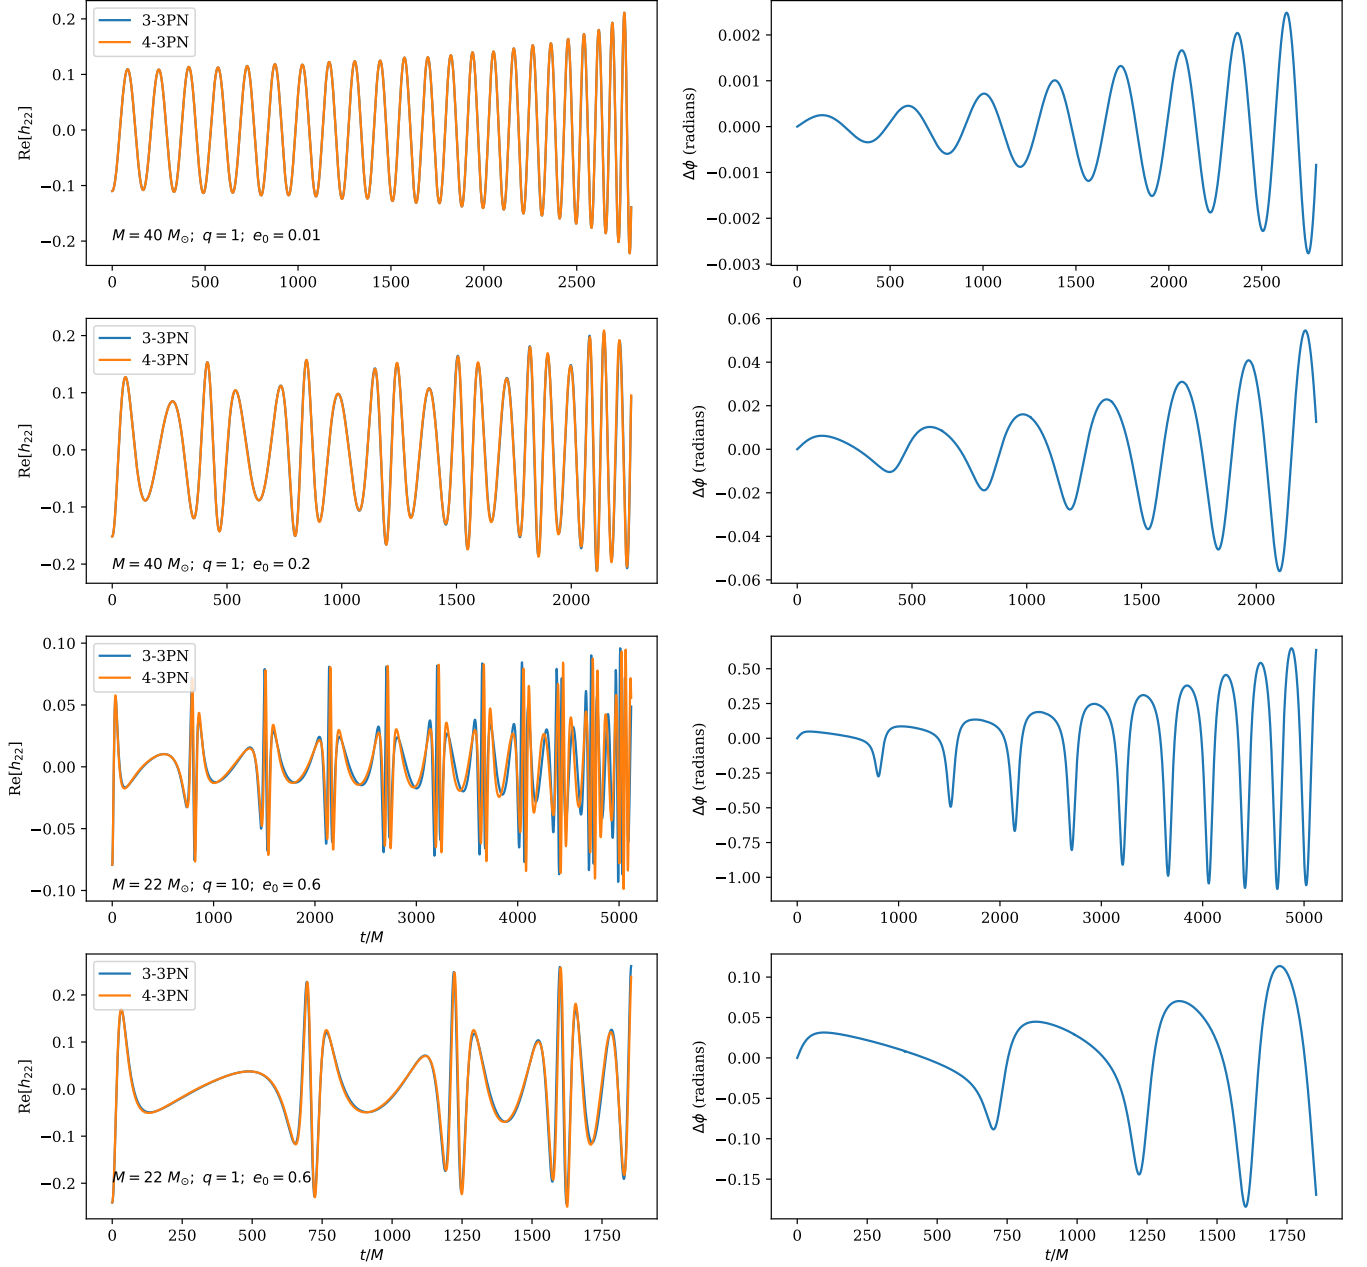 3-3PN
4-3PN
Re[h₂₂]
0.2
0.1
0.0
−0.1
−0.2
M = 40 M☉; q = 1; e₀ = 0.01
0 500 1000 1500 2000 2500
Δϕ (radians)
0.002
0.001
0.000
−0.001
−0.002
−0.003
0 500 1000 1500 2000 2500
3-3PN
4-3PN
Re[h₂₂]
0.2
0.1
0.0
−0.1
−0.2
M = 40 M☉; q = 1; e₀ = 0.2
0 500 1000 1500 2000
Δϕ (radians)
0.06
0.04
0.02
0.00
−0.02
−0.04
−0.06
0 500 1000 1500 2000
3-3PN
4-3PN
Re[h₂₂]
0.10
0.05
0.00
−0.05
−0.10
M = 22 M☉; q = 10; e₀ = 0.6
0 1000 2000 3000 4000 5000
t/M
Δϕ (radians)
0.50
0.25
0.00
−0.25
−0.50
−0.75
−1.00
0 1000 2000 3000 4000 5000
3-3PN
4-3PN
Re[h₂₂]
0.2
0.1
0.0
−0.1
−0.2
M = 22 M☉; q = 1; e₀ = 0.6
0 250 500 750 1000 1250 1500 1750
t/M
Δϕ (radians)
0.10
0.05
0.00
−0.05
−0.10
−0.15
0 250 500 750 1000 1250 1500 1750
t/M